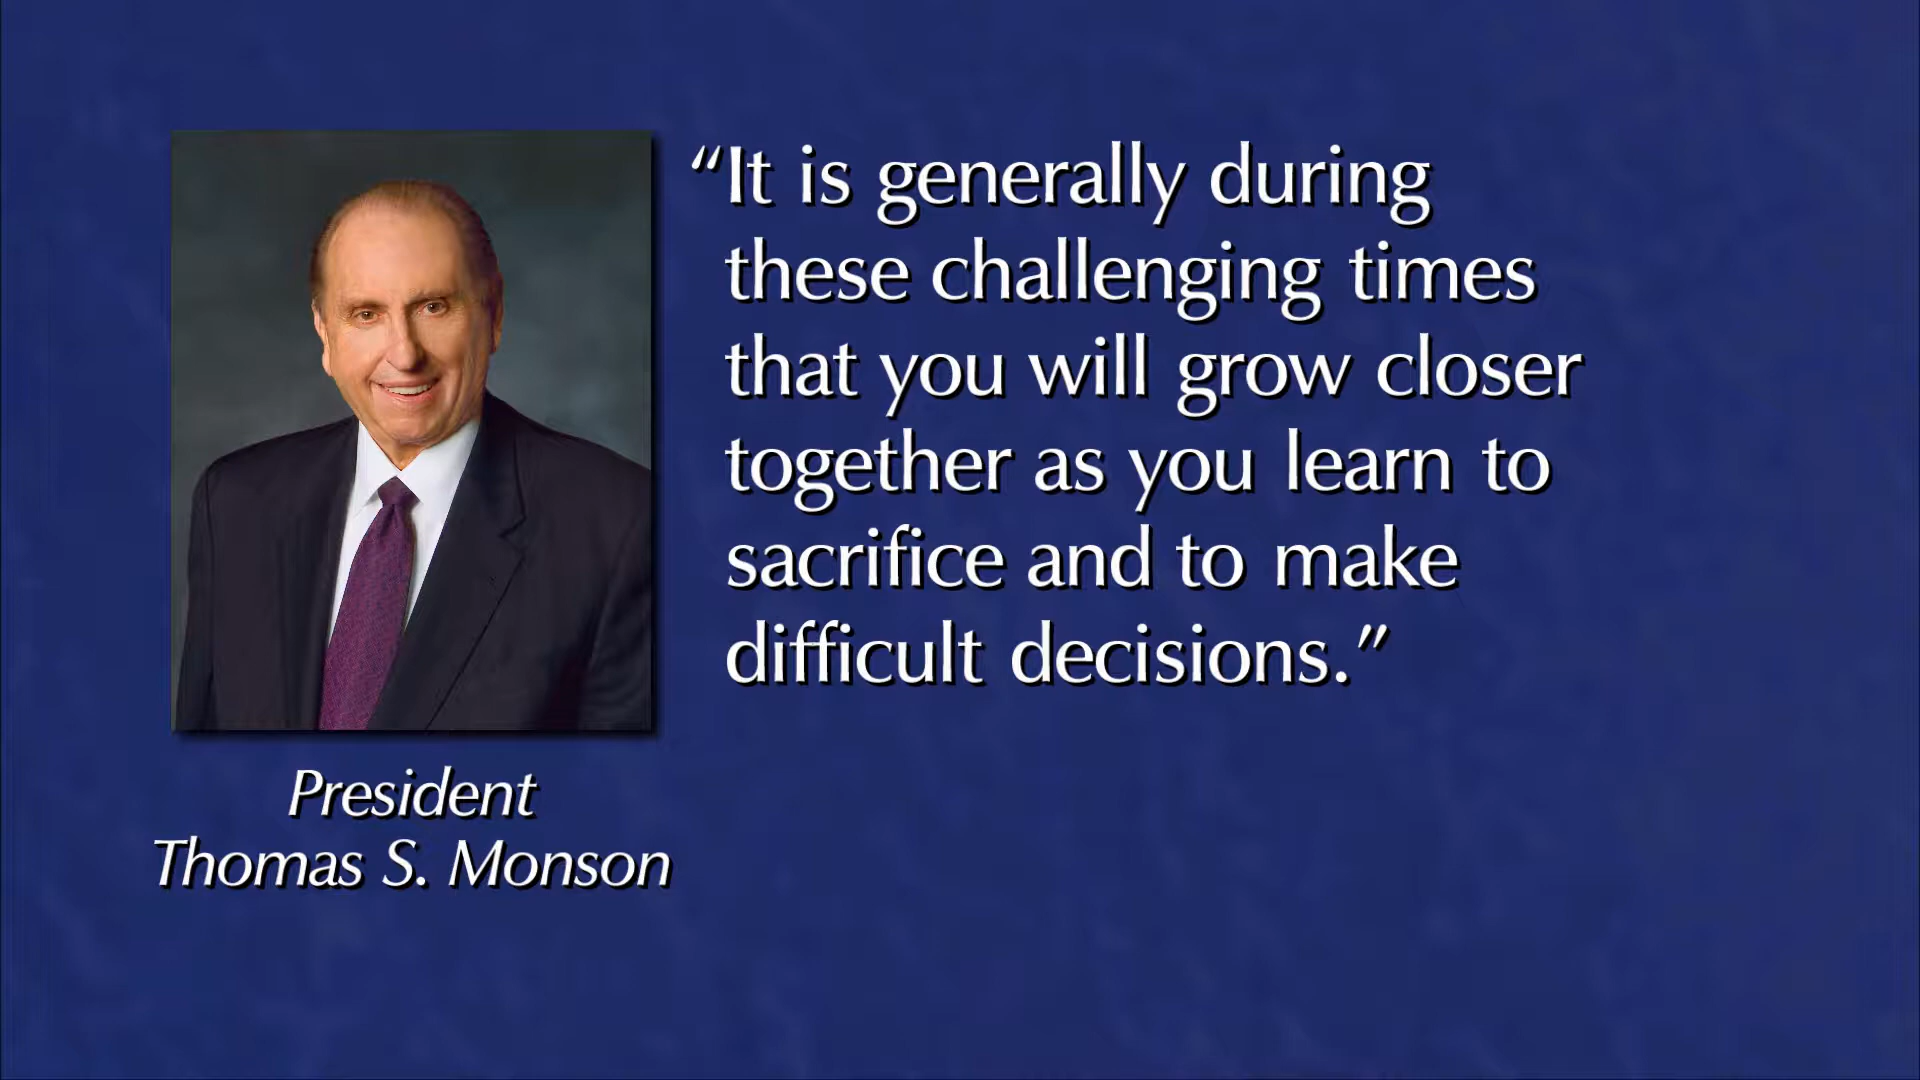 “It is generally during
these challenging times
that you will grow closer
together as you learn to
sacrifice and to make
difficult decisions.”
President
Thomas S. Monson